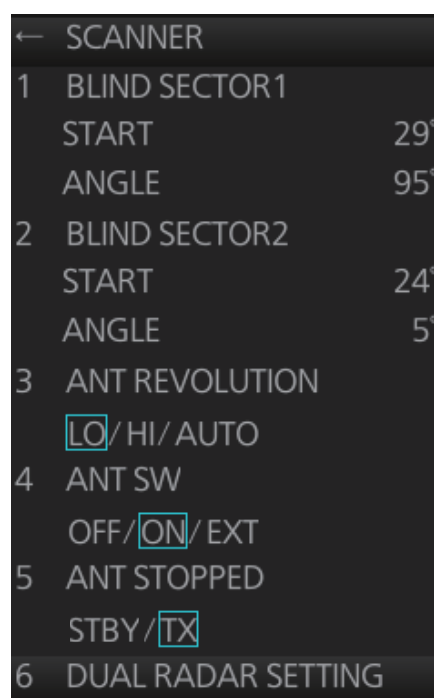 ← SCANNER
1 BLIND SECTOR1
START 29°
ANGLE 95°
2 BLIND SECTOR2
START 24°
ANGLE 5°
3 ANT REVOLUTION
LO/HI/AUTO
4 ANT SW
OFF/ON/EXT
5 ANT STOPPED
STBY/TX
6 DUAL RADAR SETTING